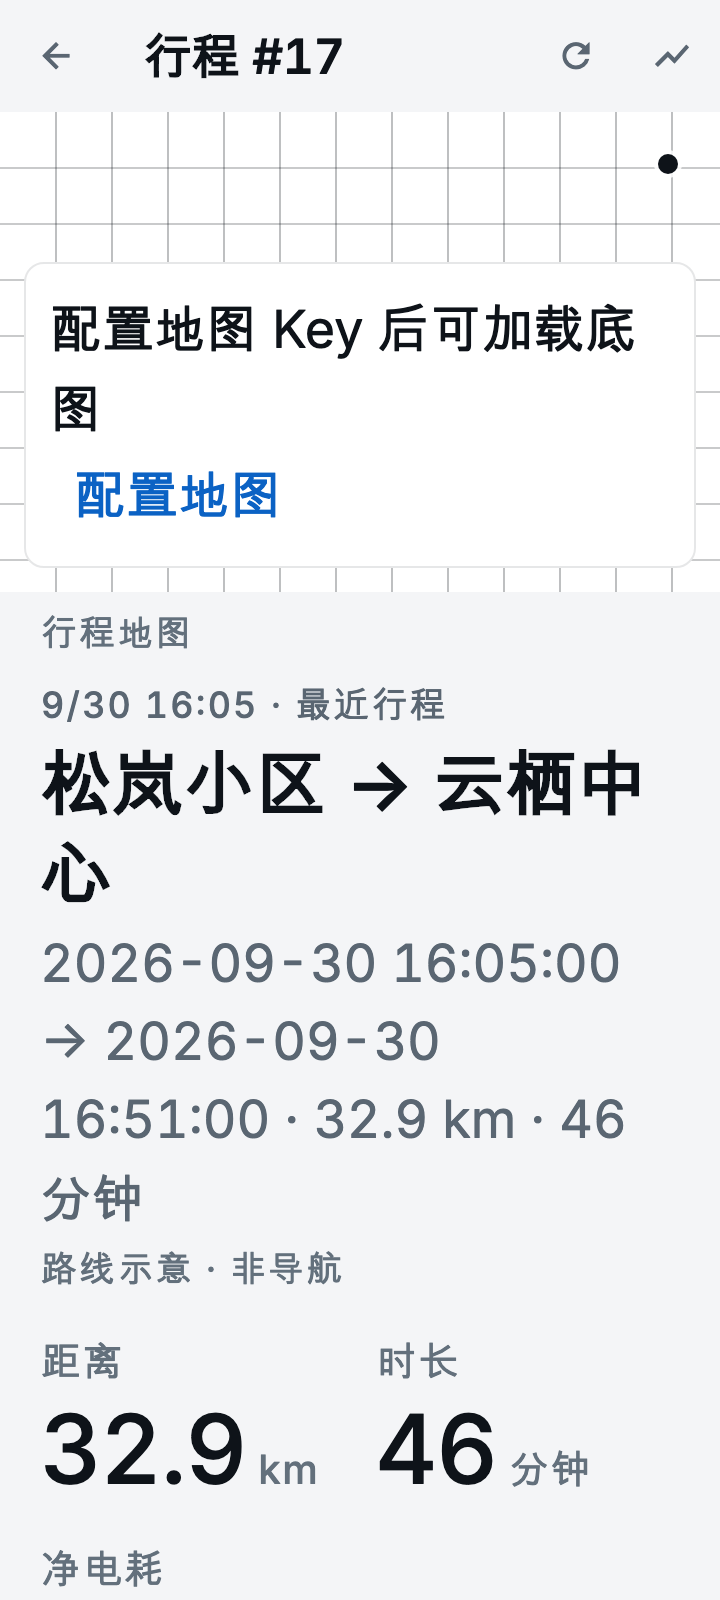 行程 #17
配置地图 Key 后可加载底
图
配置地图
行程地图
9/30 16:05 · 最近行程
松岚小区 → 云栖中
心
2026-09-30 16:05:00
→ 2026-09-30
16:51:00 · 32.9 km · 46
分钟
路线示意 · 非导航
距离 时长
32.9 km 46 分钟
净电耗